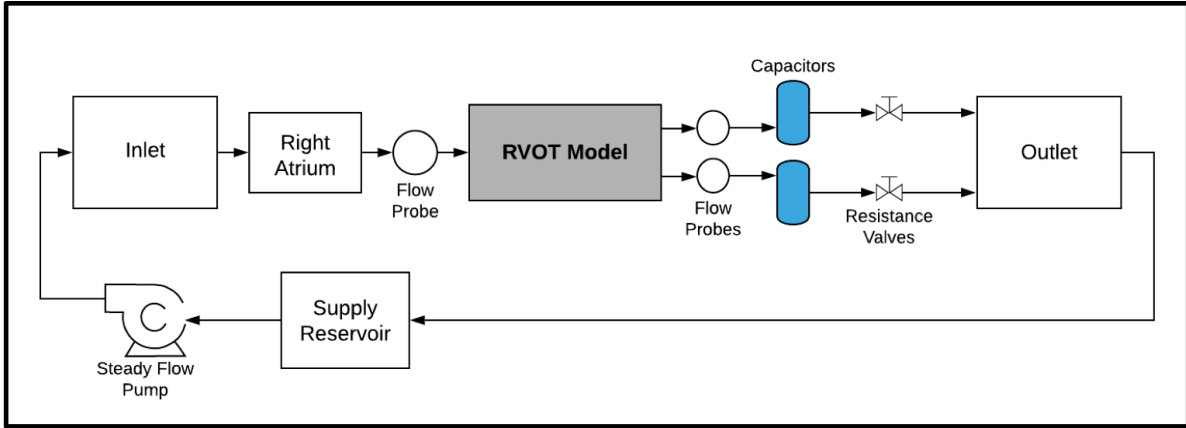 Capacitors
Inlet
Right
Atrium
RVOT Model
Outlet
Flow
Probe
Flow
Probes
Resistance
Valves
Supply
Reservoir
Steady Flow
Pump